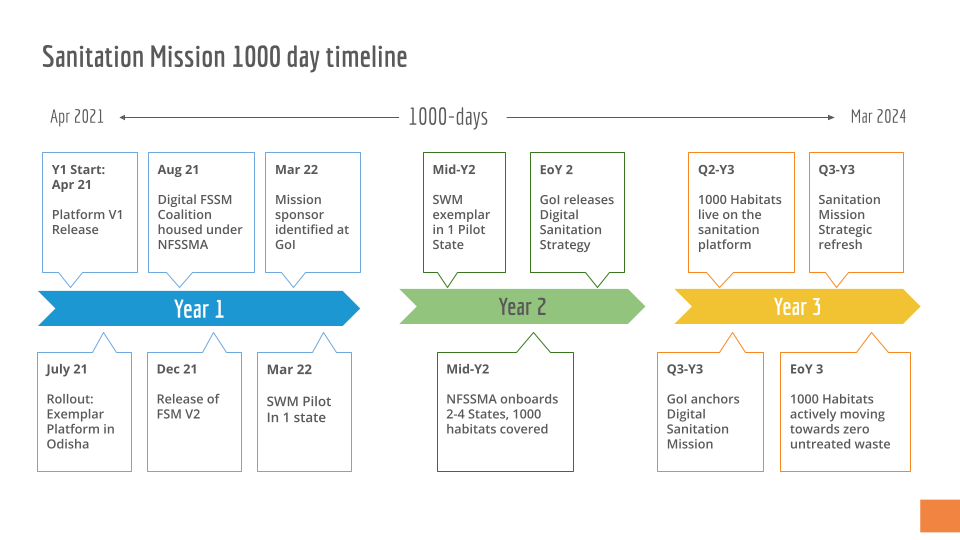 Sanitation Mission 1000 day timeline
Apr 2021
1000-days
Mar 2024
Y1 Start:
Apr 21
Platform V1
Release
Aug 21
Digital FSSM
Coalition
housed under
NFSSMA
Mar 22
Mission
sponsor
identified at
GoI
Mid-Y2
SWM
exemplar
in 1 Pilot
State
EoY 2
GoI releases
Digital
Sanitation
Strategy
Q2-Y3
1000 Habitats
live on the
sanitation
platform
Q3-Y3
Sanitation
Mission
Strategic
refresh
Year 1
Year 2
Year 3
July 21
Rollout:
Exemplar
Platform in
Odisha
Dec 21
Release of
FSM V2
Mar 22
SWM Pilot
In 1 state
Mid-Y2
NFSSMA onboards
2-4 States, 1000
habitats covered
Q3-Y3
GoI anchors
Digital
Sanitation
Mission
EoY 3
1000 Habitats
actively moving
towards zero
untreated waste